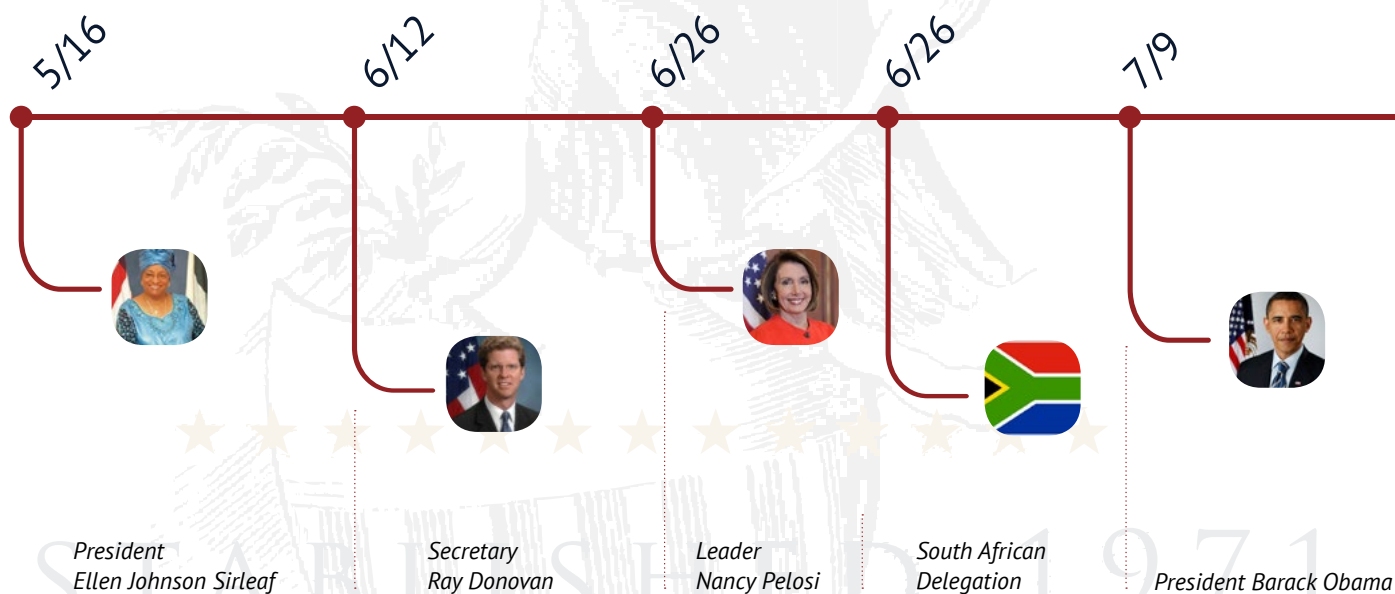 5/16
6/12
6/26
6/26
7/9
President
Ellen Johnson Sirleaf
Secretary
Ray Donovan
Leader
Nancy Pelosi
South African
Delegation
President Barack Obama
1971